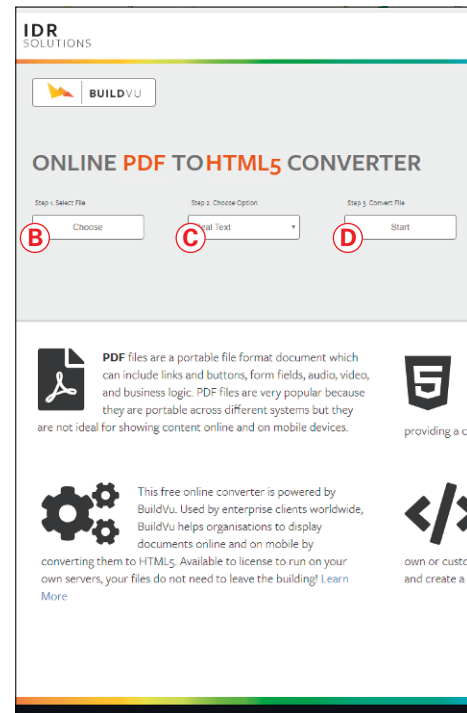 IDR
SOLUTIONS
BUILDVU
ONLINE PDF TO HTML5 CONVERTER
Step 1. Select File
Step 2. Choose Option
Step 3. Convert File
B
Choose
C
eal Text
D
Start
PDF files are a portable file format document which
can include links and buttons, form fields, audio, video,
and business logic. PDF files are very popular because
they are portable across different systems but they
are not ideal for showing content online and on mobile devices.
5
providing a c
This free online converter is powered by
BuildVu. Used by enterprise clients worldwide,
BuildVu helps organisations to display
documents online and on mobile by
converting them to HTML5. Available to license to run on your
own servers, your files do not need to leave the building! Learn
More
</>
own or custo
and create a